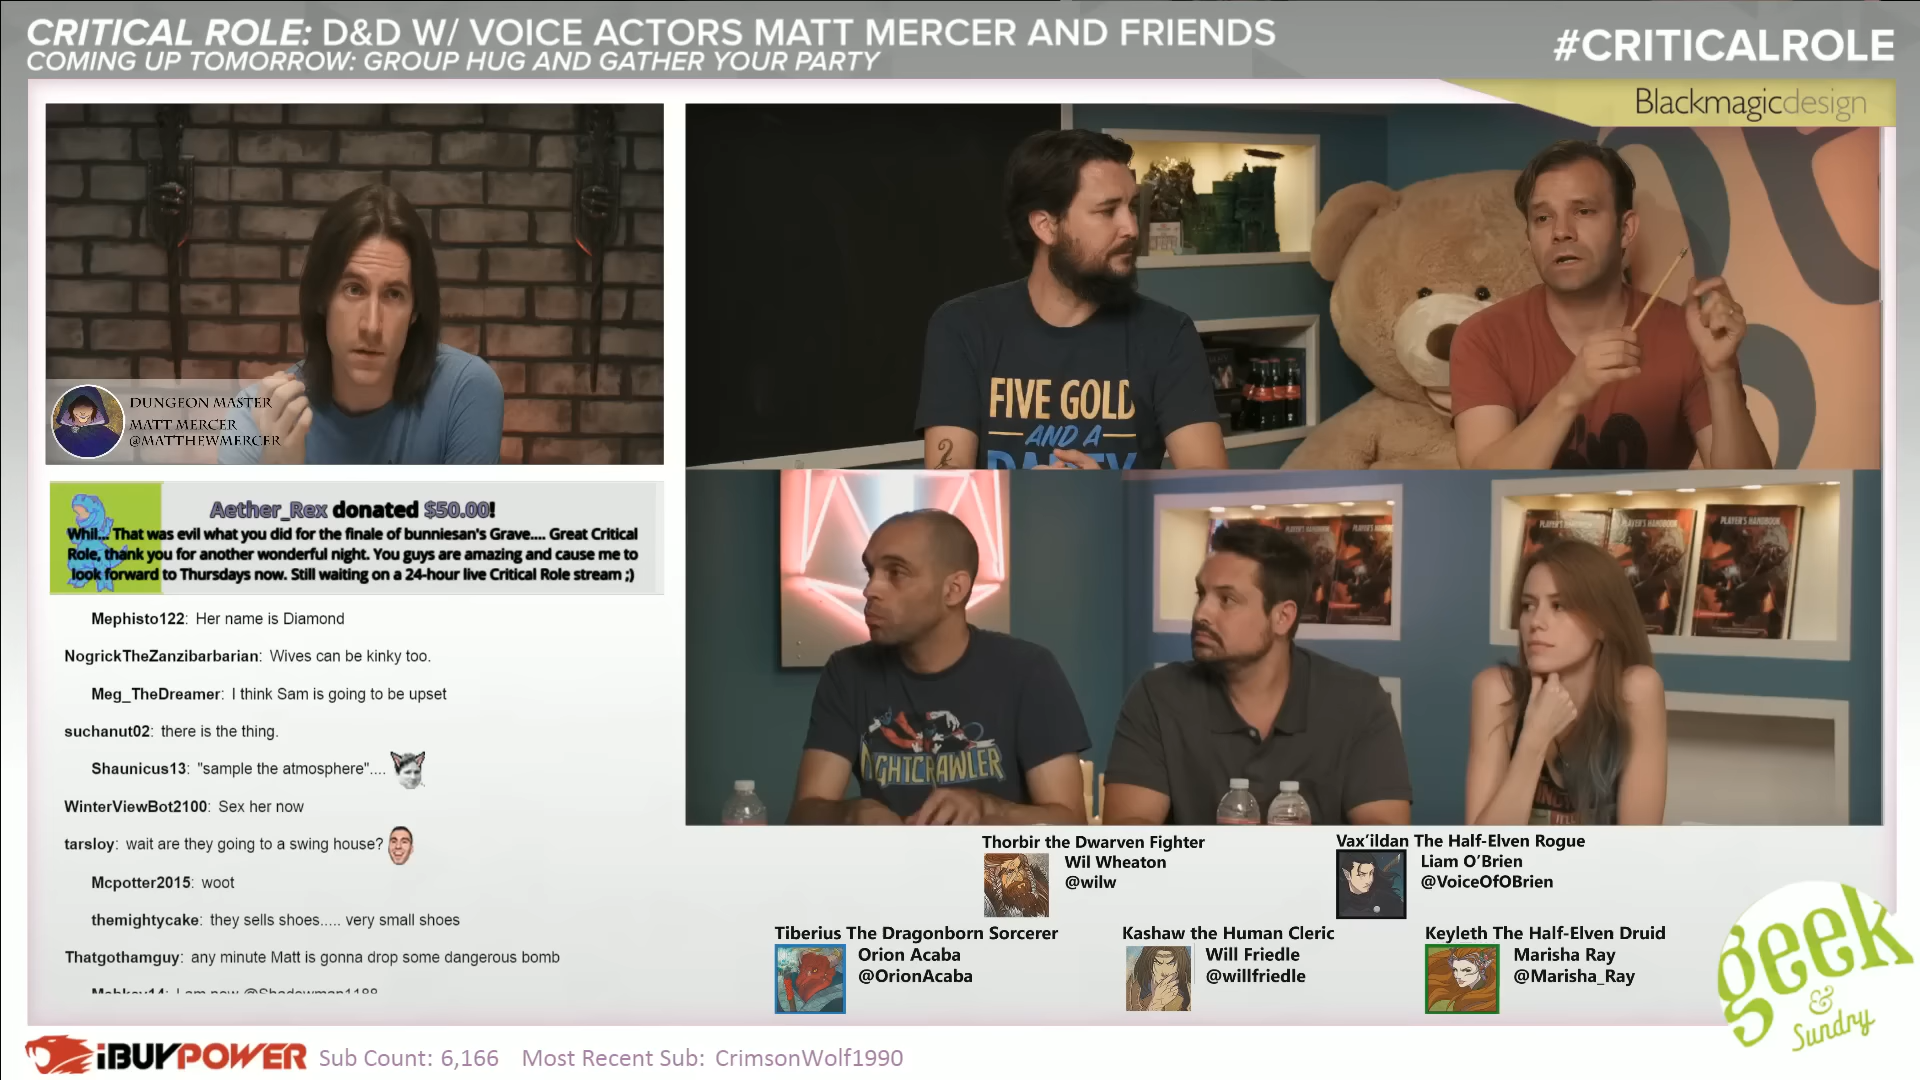 CRITICAL ROLE: D&D W/ VOICE ACTORS MATT MERCER AND FRIENDS
COMING UP TOMORROW: GROUP HUG AND GATHER YOUR PARTY
#CRITICALROLE
Blackmagicdesign
DUNGEON MASTER
MATT MERCER
@MATTHEWMERCER
FIVE GOLD
AND A
PLAYER'S HANDBOOK
PLAYER'S HANDBOOK
PLAYER'S HANDBOOK
NIGHTCRAWLER
Aether_Rex donated $50.00!
Whil... That was evil what you did for the finale of bunniesan's Grave.... Great Critical
Role, thank you for another wonderful night. You guys are amazing and cause me to
look forward to Thursdays now. Still waiting on a 24-hour live Critical Role stream ;)
Mephisto122: Her name is Diamond
NogrickTheZanzibarbarian: Wives can be kinky too.
Meg_TheDreamer: I think Sam is going to be upset
suchanut02: there is the thing.
Shaunicus13: "sample the atmosphere"....
WinterViewBot2100: Sex her now
tarsloy: wait are they going to a swing house?
Mcpotter2015: woot
themightycake: they sells shoes..... very small shoes
Thatgothamguy: any minute Matt is gonna drop some dangerous bomb
Thorbir the Dwarven Fighter
Wil Wheaton
@wilw
Vax'ildan The Half-Elven Rogue
Liam O'Brien
@VoiceOfOBrien
Tiberius The Dragonborn Sorcerer
Orion Acaba
@OrionAcaba
Kashaw the Human Cleric
Will Friedle
@willfriedle
Keyleth The Half-Elven Druid
Marisha Ray
@Marisha_Ray
geek
&
Sundry
iBUYPOWER Sub Count: 6,166 Most Recent Sub: CrimsonWolf1990